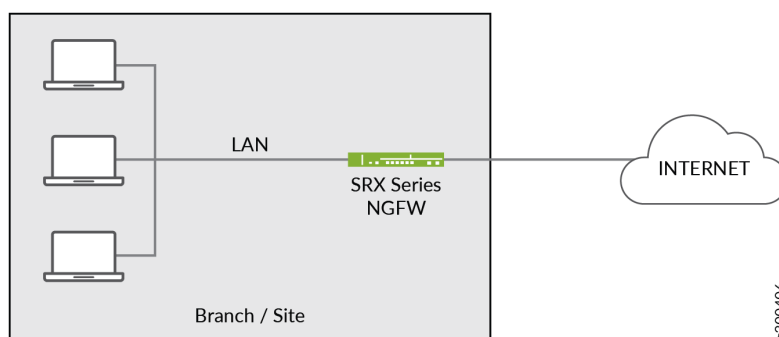 LAN
SRX Series
NGFW
INTERNET
Branch / Site